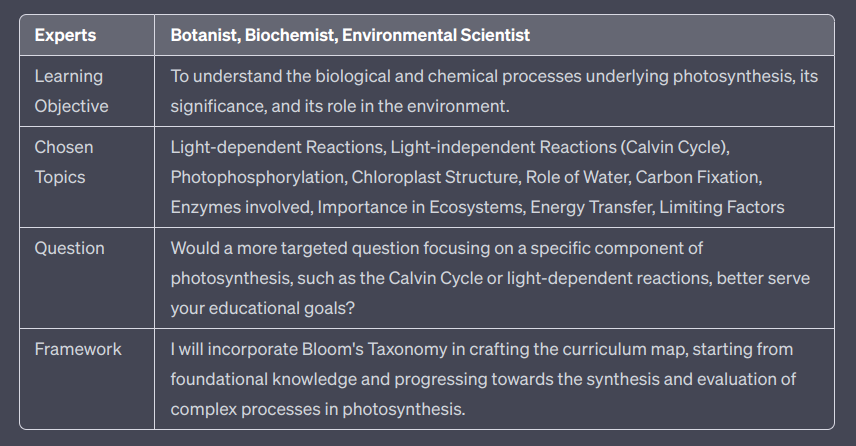 Experts
Botanist, Biochemist, Environmental Scientist
Learning
Objective
To understand the biological and chemical processes underlying photosynthesis, its
significance, and its role in the environment.
Chosen
Topics
Light-dependent Reactions, Light-independent Reactions (Calvin Cycle),
Photophosphorylation, Chloroplast Structure, Role of Water, Carbon Fixation,
Enzymes involved, Importance in Ecosystems, Energy Transfer, Limiting Factors
Question
Would a more targeted question focusing on a specific component of
photosynthesis, such as the Calvin Cycle or light-dependent reactions, better serve
your educational goals?
Framework
I will incorporate Bloom's Taxonomy in crafting the curriculum map, starting from
foundational knowledge and progressing towards the synthesis and evaluation of
complex processes in photosynthesis.